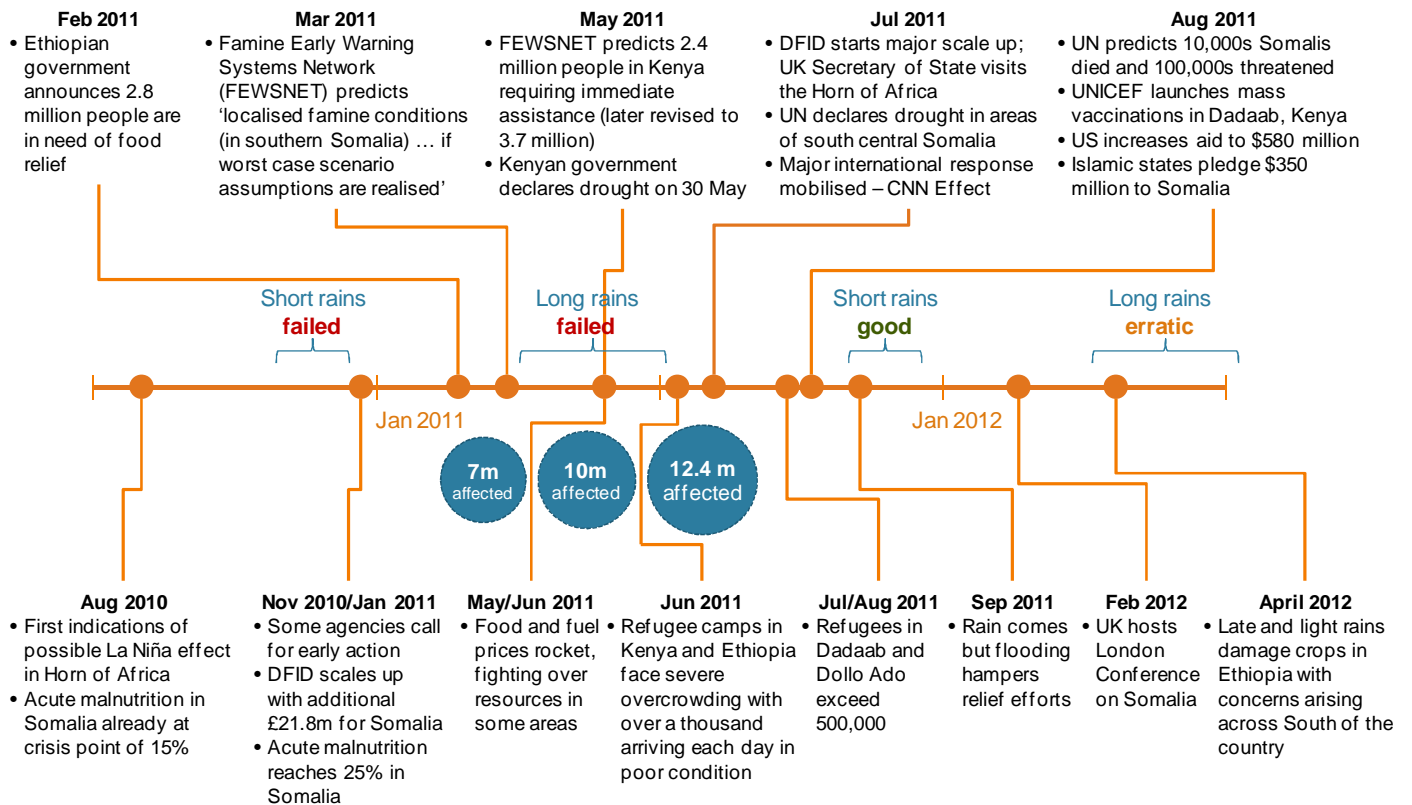 Feb 2011
• Ethiopian
government
announces 2.8
million people are
in need of food
relief
Mar 2011
• Famine Early Warning
Systems Network
(FEWSNET) predicts
‘localised famine conditions
(in southern Somalia) … if
worst case scenario
assumptions are realised’
May 2011
• FEWSNET predicts 2.4
million people in Kenya
requiring immediate
assistance (later revised to
3.7 million)
• Kenyan government
declares drought on 30 May
Jul 2011
• DFID starts major scale up;
UK Secretary of State visits
the Horn of Africa
• UN declares drought in areas
of south central Somalia
• Major international response
mobilised – CNN Effect
Aug 2011
• UN predicts 10,000s Somalis
died and 100,000s threatened
• UNICEF launches mass
vaccinations in Dadaab, Kenya
• US increases aid to $580 million
• Islamic states pledge $350
million to Somalia
Short rains
failed
Long rains
failed
Short rains
good
Long rains
erratic
Jan 2011
Jan 2012
7m
affected
10m
affected
12.4 m
affected
Aug 2010
• First indications of
possible La Niña effect
in Horn of Africa
• Acute malnutrition in
Somalia already at
crisis point of 15%
Nov 2010/Jan 2011
• Some agencies call
for early action
• DFID scales up
with additional
£21.8m for Somalia
• Acute malnutrition
reaches 25% in
Somalia
May/Jun 2011
• Food and fuel
prices rocket,
fighting over
resources in
some areas
Jun 2011
• Refugee camps in
Kenya and Ethiopia
face severe
overcrowding with
over a thousand
arriving each day in
poor condition
Jul/Aug 2011
• Refugees in
Dadaab and
Dollo Ado
exceed
500,000
Sep 2011
• Rain comes
but flooding
hampers
relief efforts
Feb 2012
• UK hosts
London
Conference
on Somalia
April 2012
• Late and light rains
damage crops in
Ethiopia with
concerns arising
across South of the
country